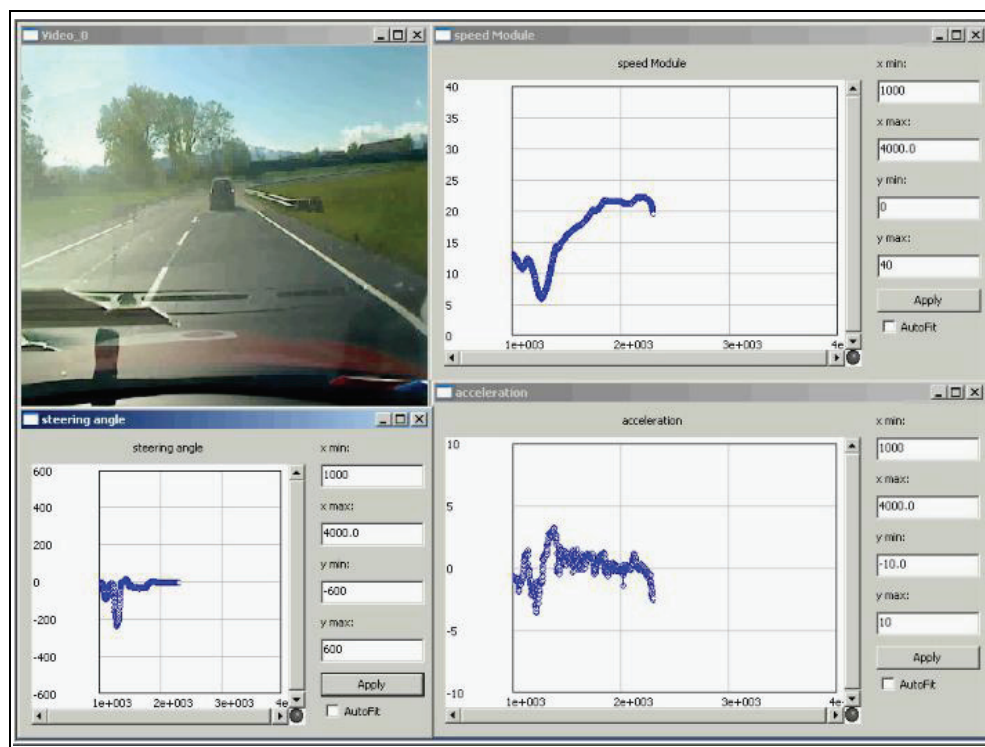 Video_0
speed Module
speed Module
40
35
30
25
20
15
10
5
0
1e+003
2e+003
3e+003
4e
x min:
1000
x max:
4000.0
y min:
0
y max:
40
Apply
AutoFit
steering angle
steering angle
600
400
200
0
-200
-400
-600
1e+003
2e+003
3e+003
4e
x min:
1000
x max:
4000.0
y min:
-600
y max:
600
Apply
AutoFit
acceleration
acceleration
10
5
0
-5
-10
1e+003
2e+003
3e+003
4e
x min:
1000
x max:
4000.0
y min:
-10.0
y max:
10
Apply
AutoFit